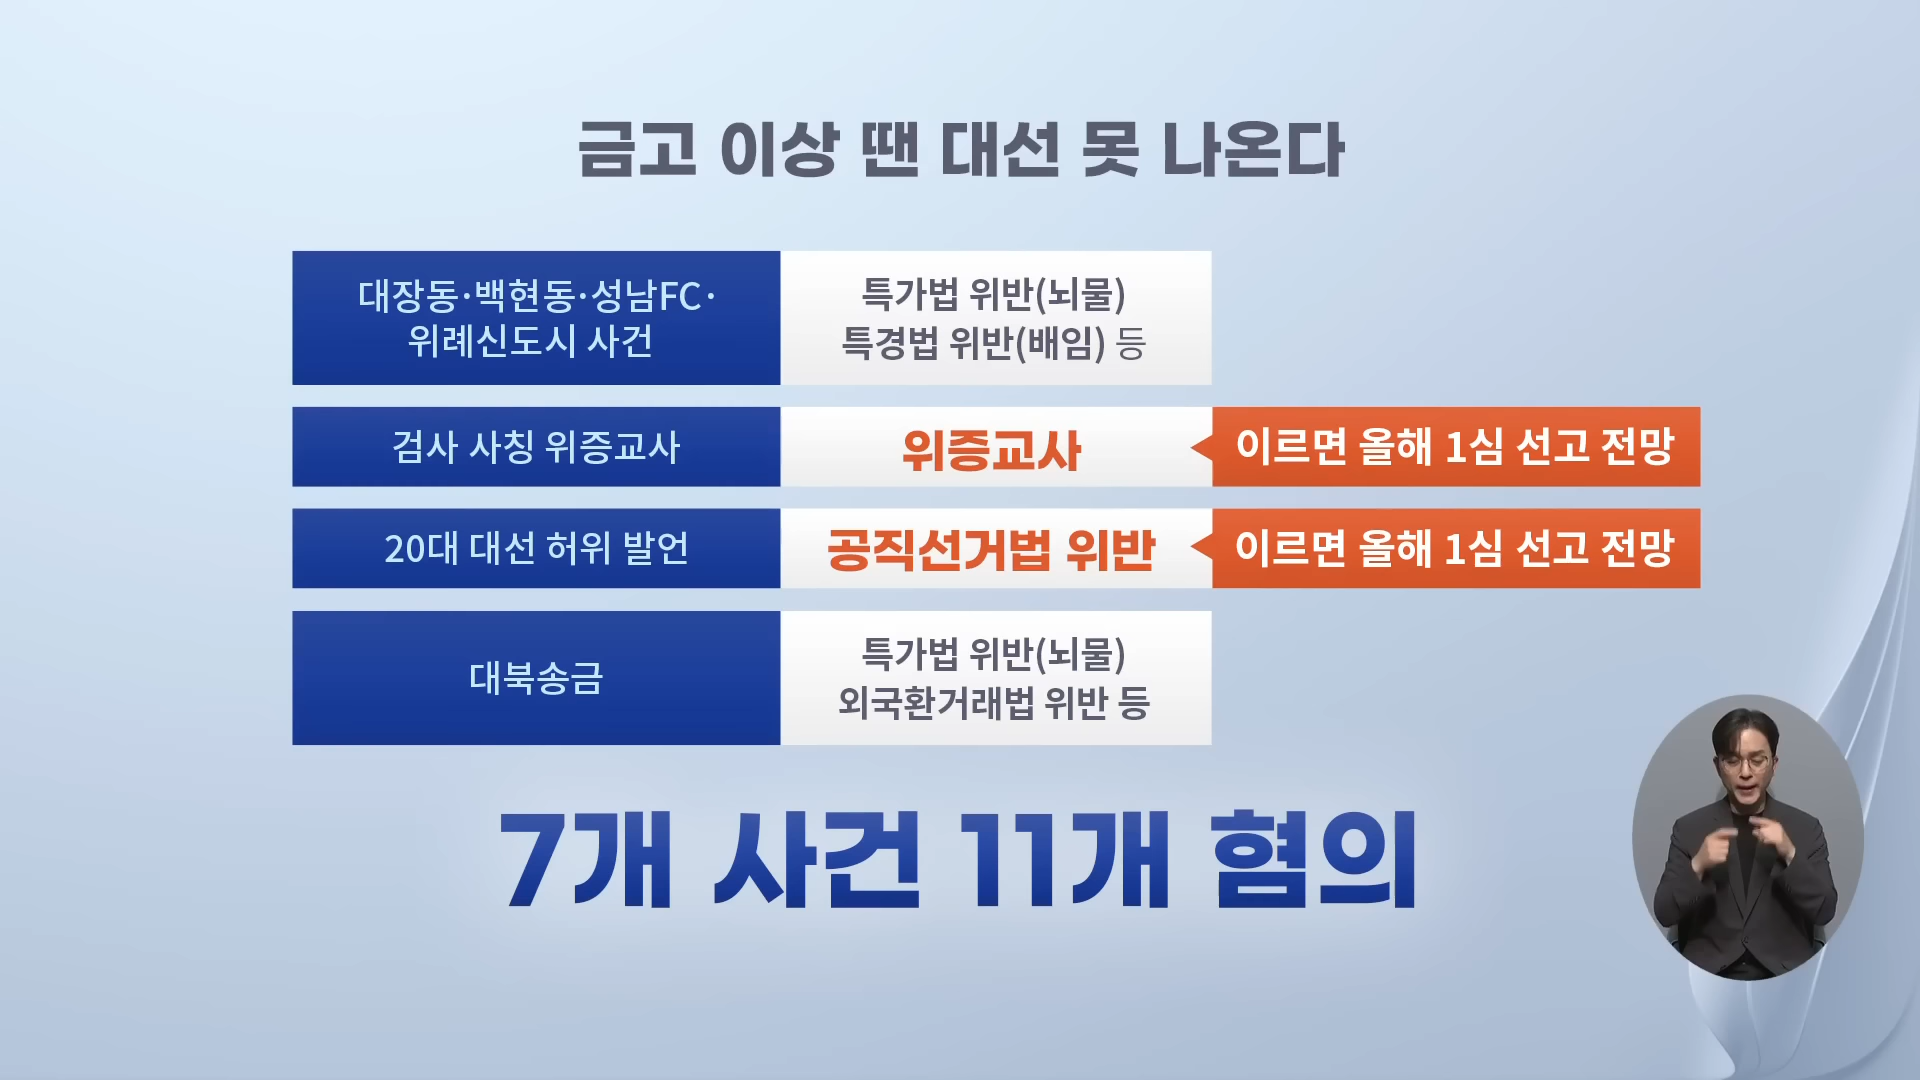 금고 이상 땐 대선 못 나온다
대장동·백현동·성남FC·
위례신도시 사건
특가법 위반(뇌물)
특경법 위반(배임) 등
검사 사칭 위증교사
위증교사
이르면 올해 1심 선고 전망
20대 대선 허위 발언
공직선거법 위반
이르면 올해 1심 선고 전망
대북송금
특가법 위반(뇌물)
외국환거래법 위반 등
7개 사건 11개 혐의